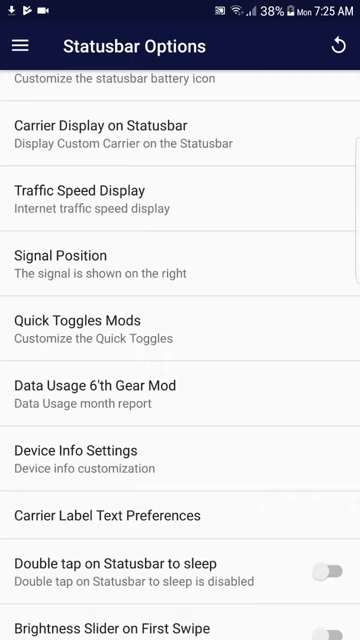 38% Mon 7:25 AM
Statusbar Options
Customize the statusbar battery icon
Carrier Display on Statusbar
Display Custom Carrier on the Statusbar
Traffic Speed Display
Internet traffic speed display
Signal Position
The signal is shown on the right
Quick Toggles Mods
Customize the Quick Toggles
Data Usage 6'th Gear Mod
Data Usage month report
Device Info Settings
Device info customization
Carrier Label Text Preferences
Double tap on Statusbar to sleep
Double tap on Statusbar to sleep is disabled
Brightness Slider on First Swipe